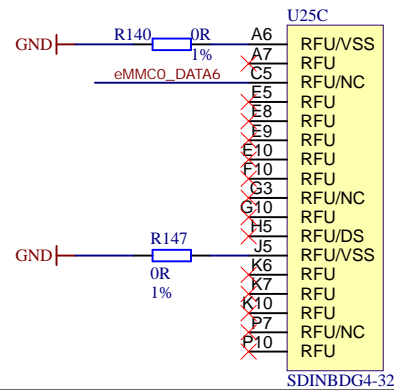 U25C
R140 0R A6 RFU/VSS
GND
1% A7 RFU
eMMC0_DATA6 C5 RFU/NC
E5 RFU
E8 RFU
E9 RFU
E10 RFU
F10 RFU
G3 RFU/NC
G10 RFU
H5 RFU/DS
R147 J5 RFU/VSS
GND
0R K6 RFU
1% K7 RFU
K10 RFU
P7 RFU/NC
P10 RFU
SDINBDG4-32